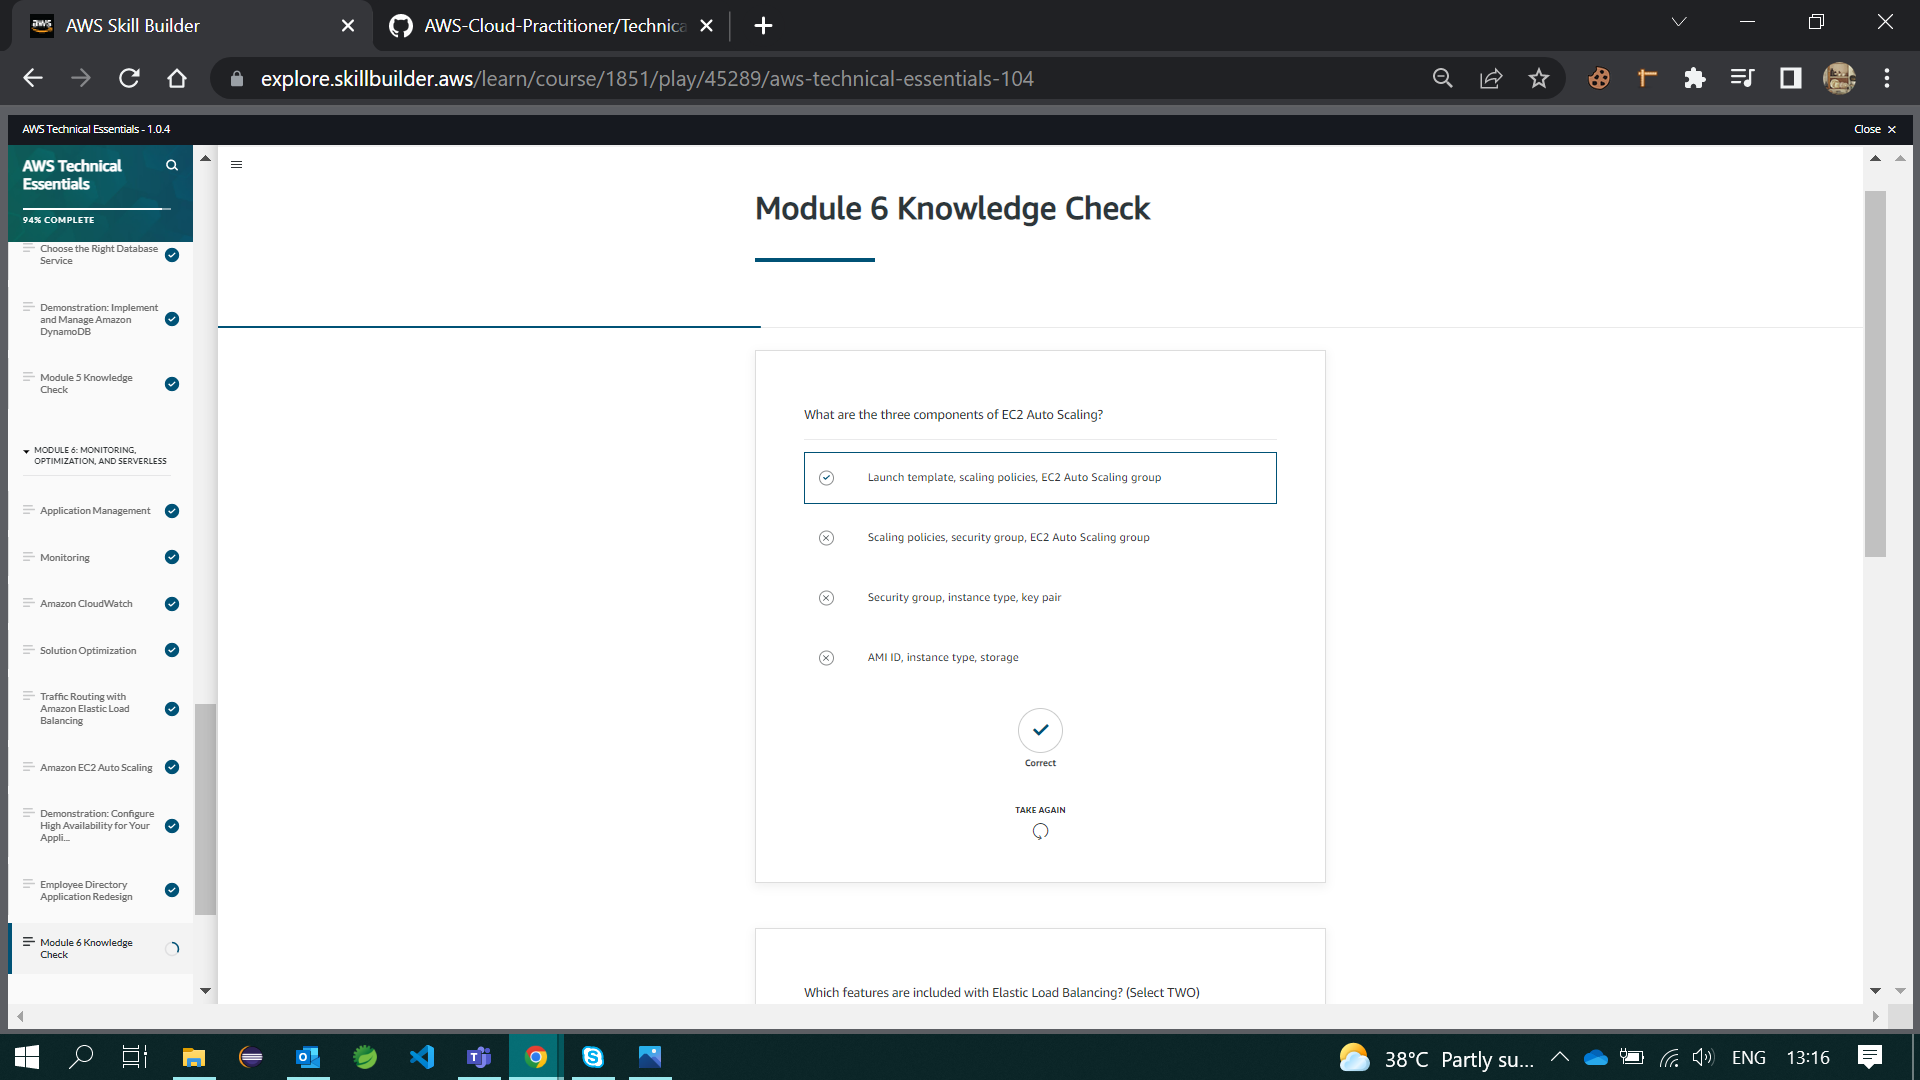 AWS Skill Builder
AWS-Cloud-Practitioner/Technica
explore.skillbuilder.aws/learn/course/1851/play/45289/aws-technical-essentials-104
AWS Technical Essentials - 1.0.4
Close
AWS Technical
Essentials
94% COMPLETE
Choose the Right Database
Service
Demonstration: Implement
and Manage Amazon
DynamoDB
Module 5 Knowledge
Check
MODULE 6: MONITORING,
OPTIMIZATION, AND SERVERLESS
Application Management
Monitoring
Amazon CloudWatch
Solution Optimization
Traffic Routing with
Amazon Elastic Load
Balancing
Amazon EC2 Auto Scaling
Demonstration: Configure
High Availability for Your
Appli...
Employee Directory
Application Redesign
Module 6 Knowledge
Check
Module 6 Knowledge Check
What are the three components of EC2 Auto Scaling?
Launch template, scaling policies, EC2 Auto Scaling group
Scaling policies, security group, EC2 Auto Scaling group
Security group, instance type, key pair
AMI ID, instance type, storage
Correct
TAKE AGAIN
Which features are included with Elastic Load Balancing? (Select TWO)
38°C Partly su...
ENG
13:16